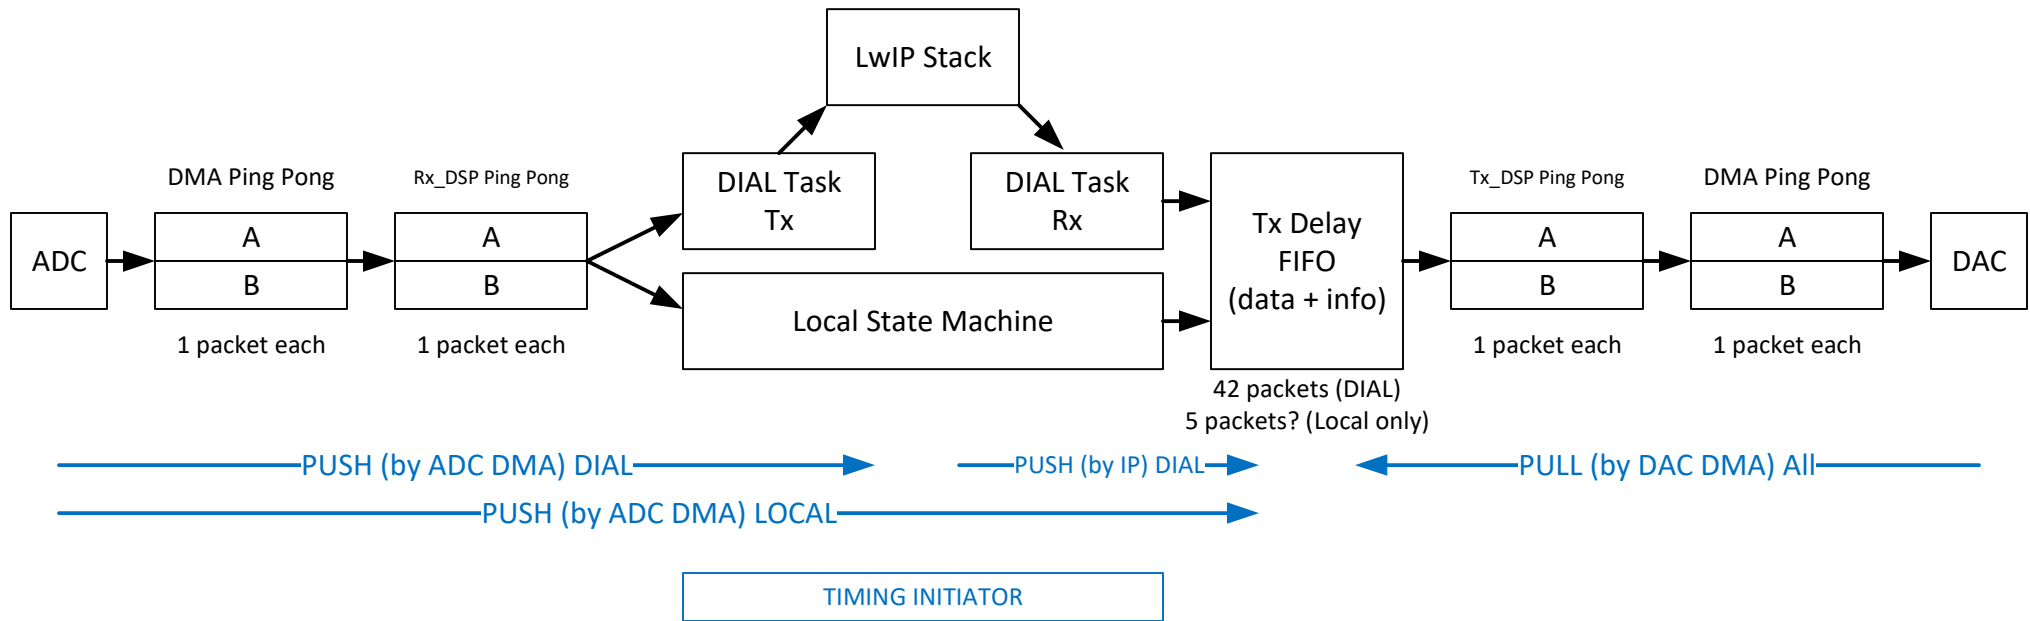 LwIP Stack
DMA Ping Pong
Rx_DSP Ping Pong
DIAL Task
Tx
DIAL Task
Rx
Tx_DSP Ping Pong
DMA Ping Pong
ADC
A
B
A
B
Local State Machine
Tx Delay
FIFO
(data + info)
A
B
A
B
DAC
1 packet each
1 packet each
1 packet each
1 packet each
42 packets (DIAL)
5 packets? (Local only)
PUSH (by ADC DMA) DIAL
PUSH (by IP) DIAL
PULL (by DAC DMA) All
PUSH (by ADC DMA) LOCAL
TIMING INITIATOR